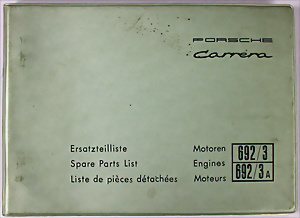 PORSCHE
Carrera
Ersatzteilliste Motoren 692/3
Spare Parts List Engines 692/3A
Liste de pièces détachées Moteurs